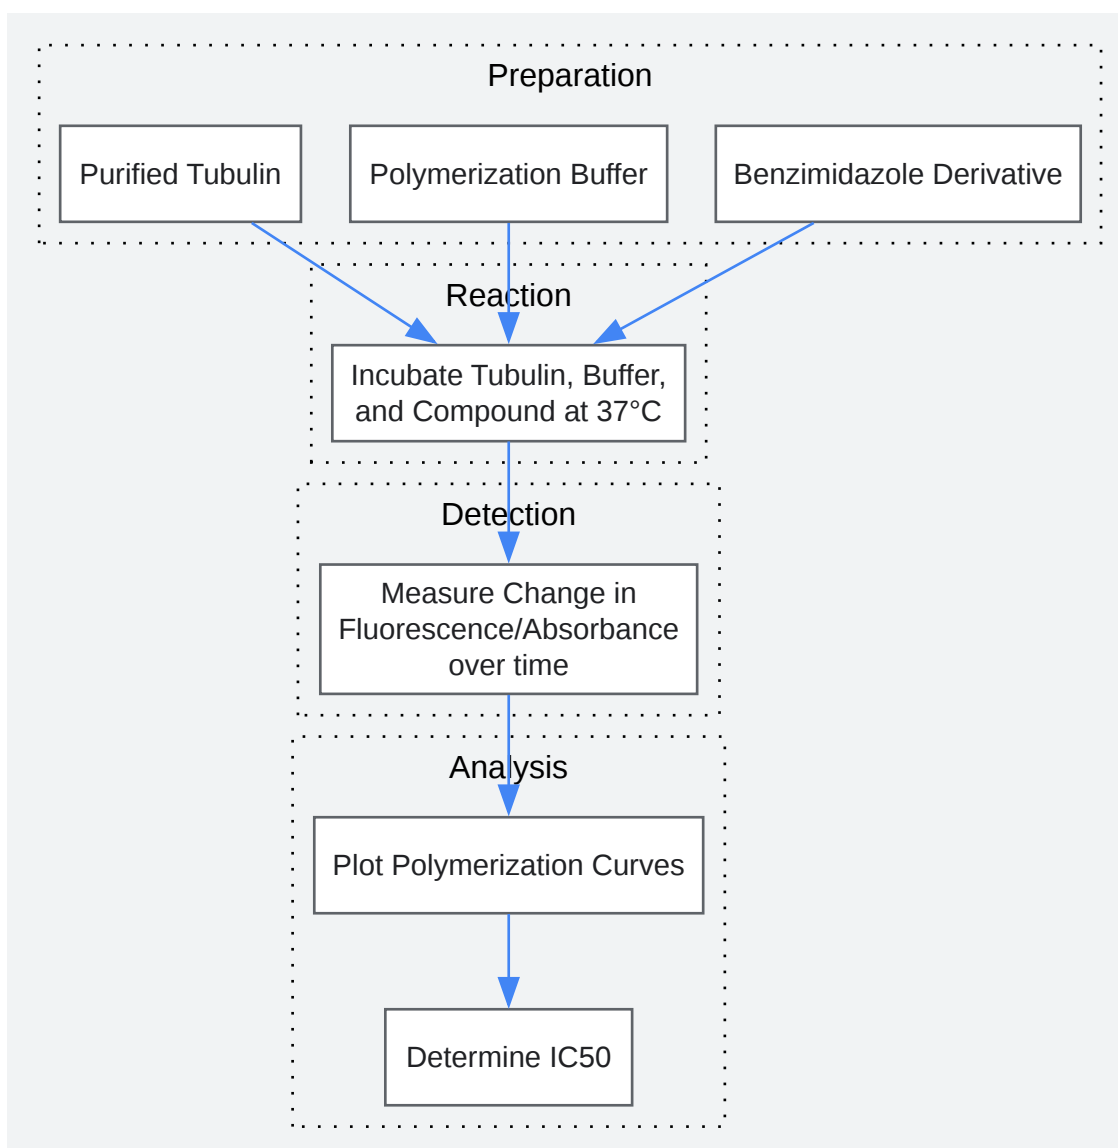 Preparation
Purified Tubulin
Polymerization Buffer
Benzimidazole Derivative
Reaction
Incubate Tubulin, Buffer,
and Compound at 37°C
Detection
Measure Change in
Fluorescence/Absorbance
over time
Analysis
Plot Polymerization Curves
Determine IC50